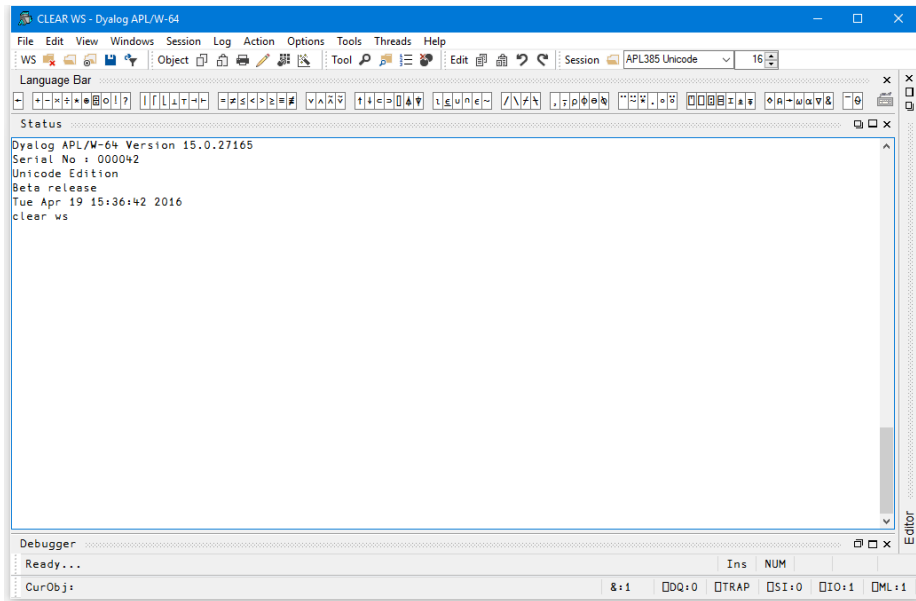 CLEAR WS - Dyalog APL/W-64
File Edit View Windows Session Log Action Options Tools Threads Help
WS Object Tool Edit Session APL385 Unicode 16
Language Bar
← + - × ÷ * ⍟ ⌹ ○ ! ? | ⌈ ⌊ ⊥ ⊤ ⊣ ⊢ = ≠ ≤ < > ≥ ≡ ≢ ∨ ∧ ⍲ ⍱ ↑ ↓ ⊂ ⊃ ⌷ ⍋ ⍒ ⍳ ⍷ ∪ ∩ ∊ ~ / \ ⌿ ⍀ , ⍪ ⍴ ⌽ ⊖ ⍉ ¨ ⍨ ⍣ . ∘ ⍤ ⍞ ⎕ ⍠ ⌸ ⌶ ⍎ ⍕ ⋄ ⍝ → ⍵ ⍺ ∇ & ¯ ⍬
Status
Dyalog APL/W-64 Version 15.0.27165
Serial No : 000042
Unicode Edition
Beta release
Tue Apr 19 15:36:42 2016
clear ws
Editor
Debugger
Ready... Ins NUM
CurObj: &:1 ⎕DQ:0 ⎕TRAP ⎕SI:0 ⎕IO:1 ⎕ML:1